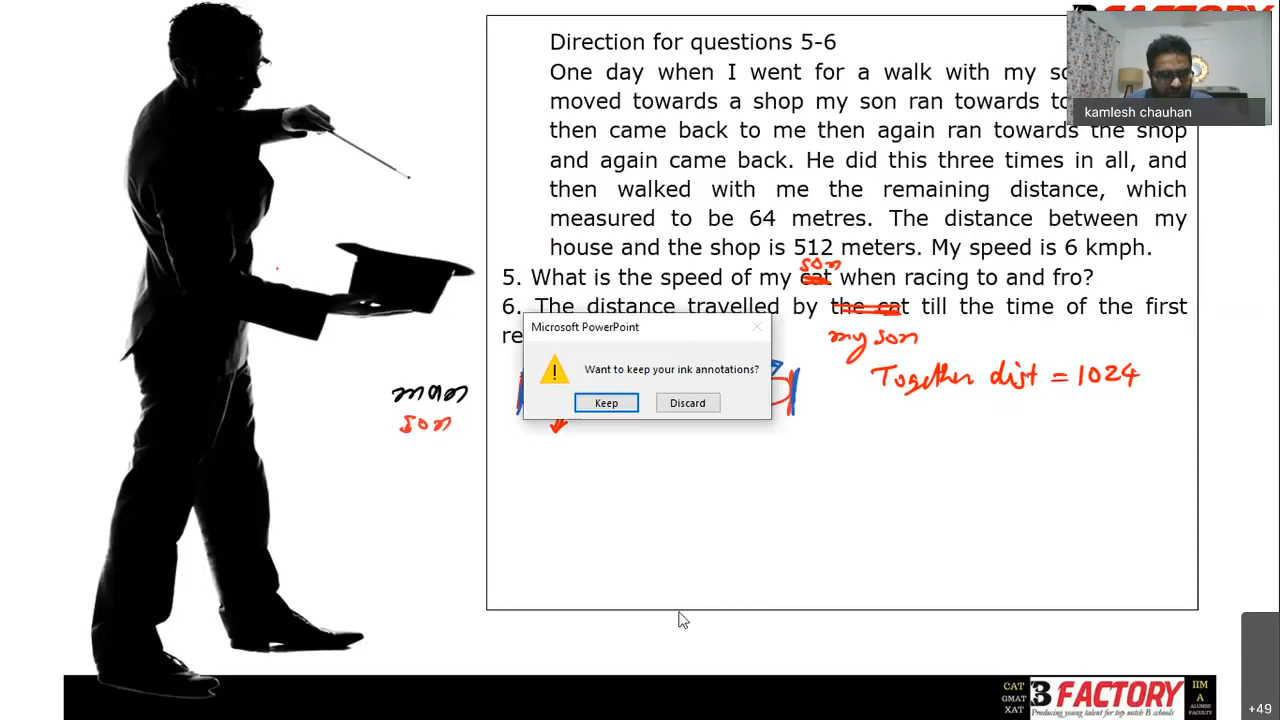 B FACTORY
Direction for questions 5-6
One day when I went for a walk with my
moved towards a shop my son ran towards
kamlesh chauhan
then came back to me then again ran towards the shop
and again came back. He did this three times in all, and
then walked with me the remaining distance, which
measured to be 64 metres. The distance between my
house and the shop is 512 meters. My speed is 6 kmph.
son
5. What is the speed of my cat when racing to and fro?
6. The distance travelled by the cat till the time of the first
my son
Microsoft PowerPoint
Want to keep your ink annotations?
Keep
Discard
Together dist = 1024
son
CAT
GMAT
XAT
B FACTORY
Producing young talent for top notch B schools
IIM
A
ALUMNI
FACULTY
+49